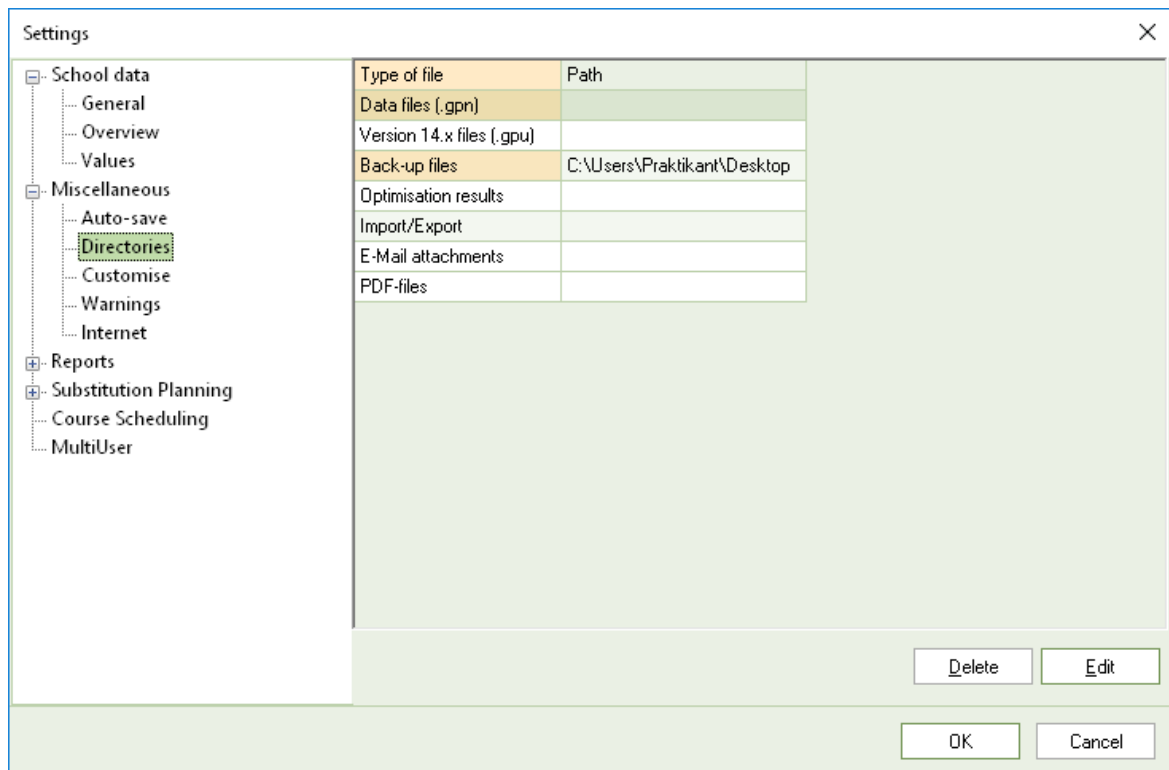 Settings
School data
General
Overview
Values
Miscellaneous
Auto-save
Directories
Customise
Warnings
Internet
Reports
Substitution Planning
Course Scheduling
MultiUser
Type of file Path
Data files (.gpn)
Version 14.x files (.gpu)
Back-up files C:\Users\Praktikant\Desktop
Optimisation results
Import/Export
E-Mail attachments
PDF-files
Delete Edit
OK Cancel